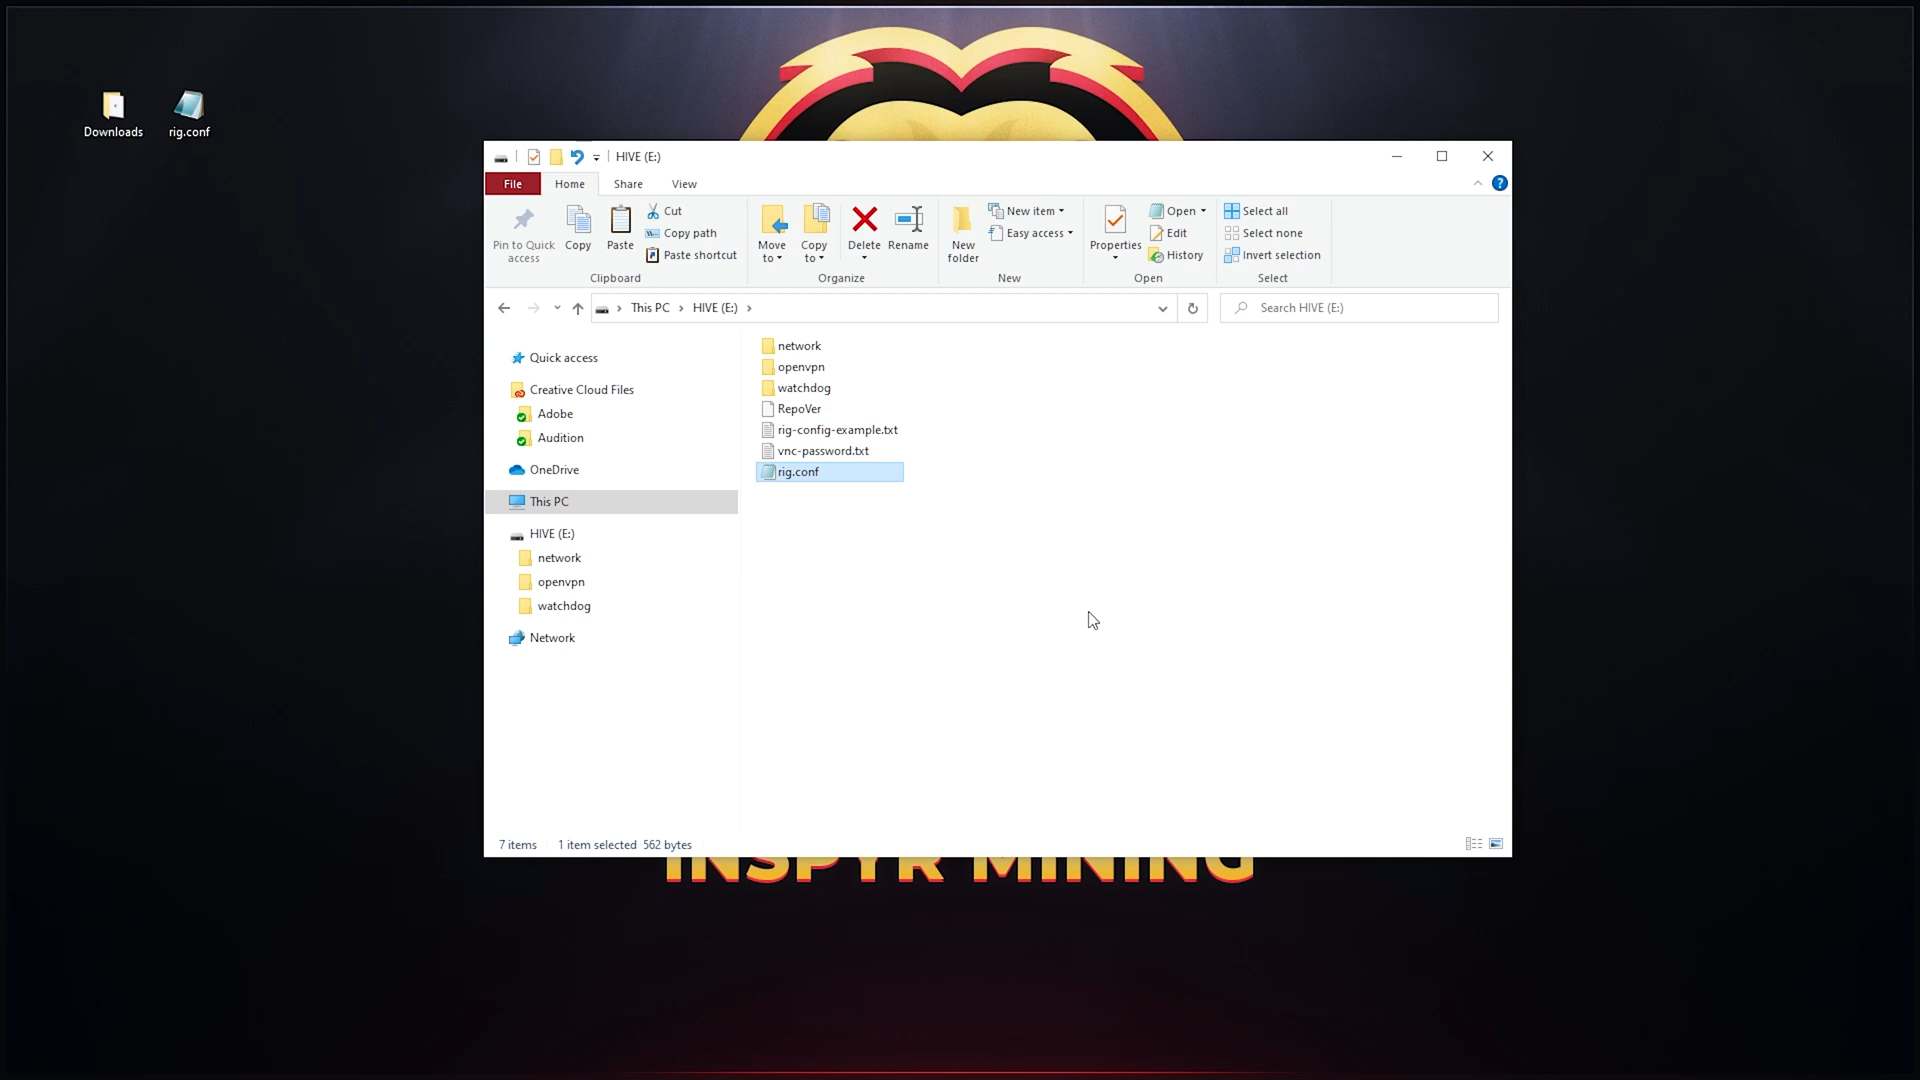 Downloads
rig.conf
HIVE (E:)
File
Home
Share
View
Pin to Quick access
Copy
Paste
Cut
Copy path
Paste shortcut
Clipboard
Move to
Copy to
Delete
Rename
Organize
New folder
New item
Easy access
New
Properties
Open
Edit
History
Open
Select all
Select none
Invert selection
Select
This PC
HIVE (E:)
Search HIVE (E:)
Quick access
Creative Cloud Files
Adobe
Audition
OneDrive
This PC
HIVE (E:)
network
openvpn
watchdog
Network
network
openvpn
watchdog
RepoVer
rig-config-example.txt
vnc-password.txt
rig.conf
7 items
1 item selected 562 bytes
INSPYR MINING